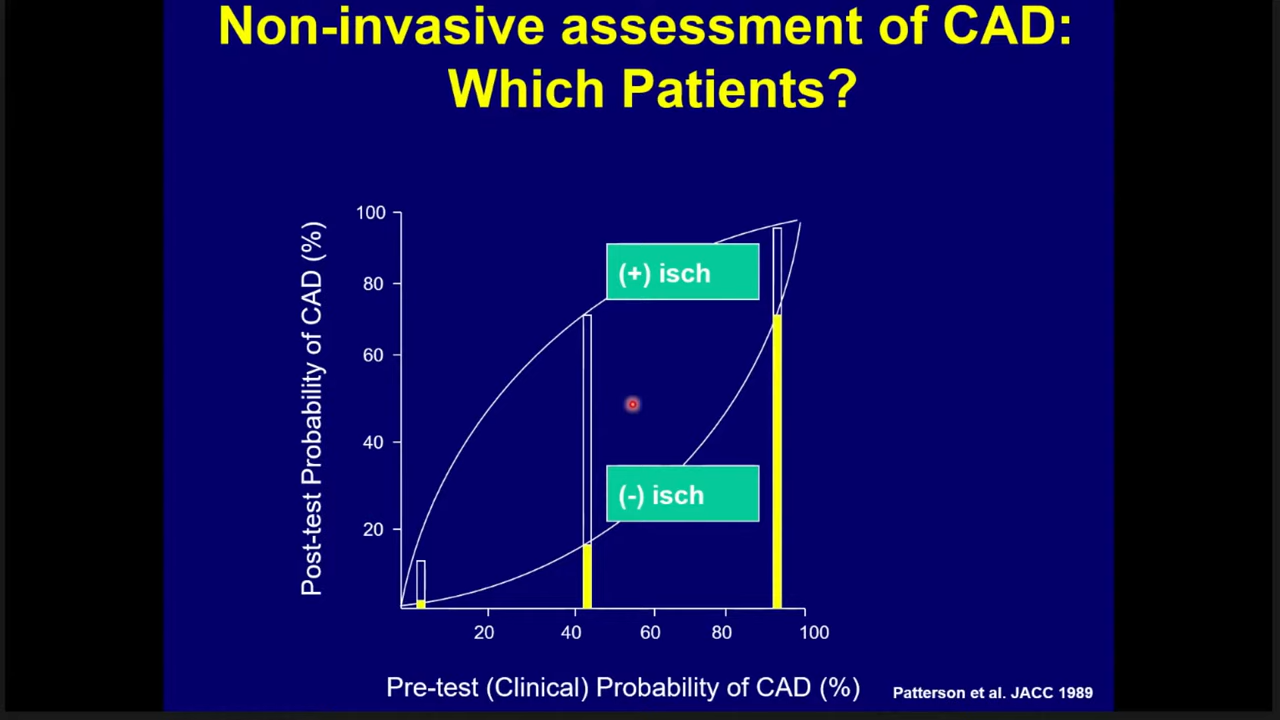 Non-invasive assessment of CAD:
Which Patients?
Post-test Probability of CAD (%)
100
80
60
40
20
(+) isch
(-) isch
20 40 60 80 100
Pre-test (Clinical) Probability of CAD (%)
Patterson et al. JACC 1989